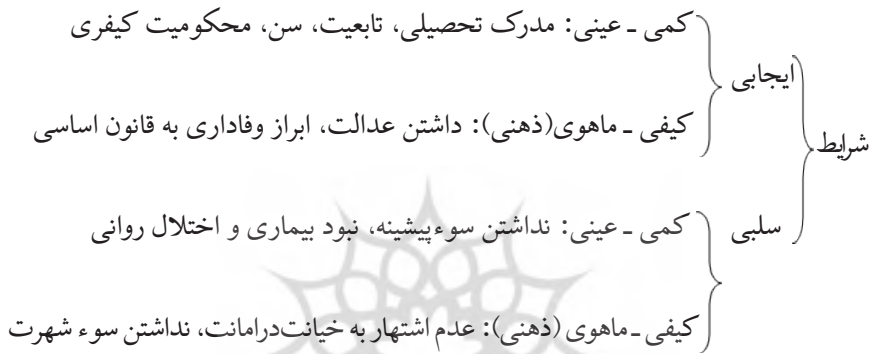 کمی ـ عینی: مدرک تحصیلی، تابعیت، سن، محکومیت کیفری
ایجابی
کیفی ـ ماهوی(ذهنی): داشتن عدالت، ابراز وفاداری به قانون اساسی
شرایط
سلبی
کمی ـ عینی: نداشتن سوءپیشینه، نبود بیماری و اختلال روانی
کیفی ـ ماهوی (ذهنی): عدم اشتهار به خیانت‌درامانت، نداشتن سوء شهرت